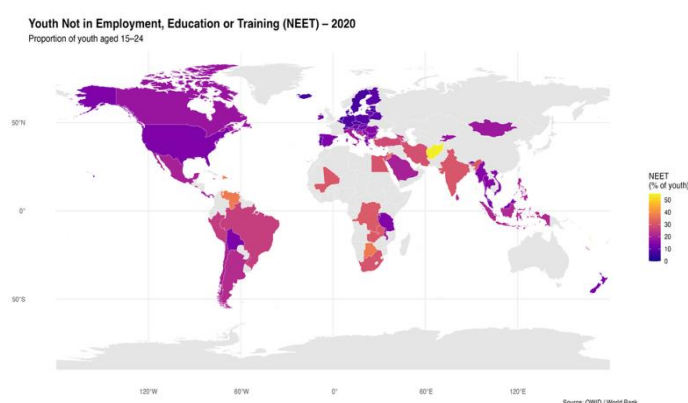 Youth Not in Employment, Education or Training (NEET) – 2020
Proportion of youth aged 15–24
50°N
0°
50°S
120°W
60°W
0°
60°E
120°E
NEET
(% of youth)
50
40
30
20
10
0
Source: OWID / World Bank